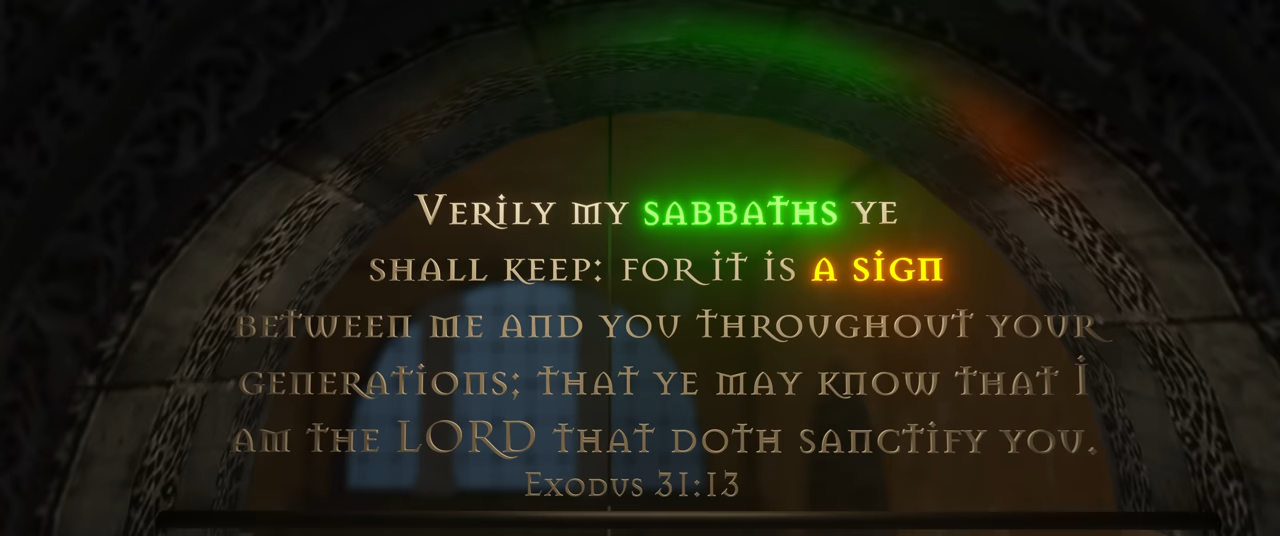 Verily my sabbaths ye
shall keep: for it is a sign
between me and you throughout your
generations; that ye may know that I
am the LORD that doth sanctify you.
Exodus 31:13